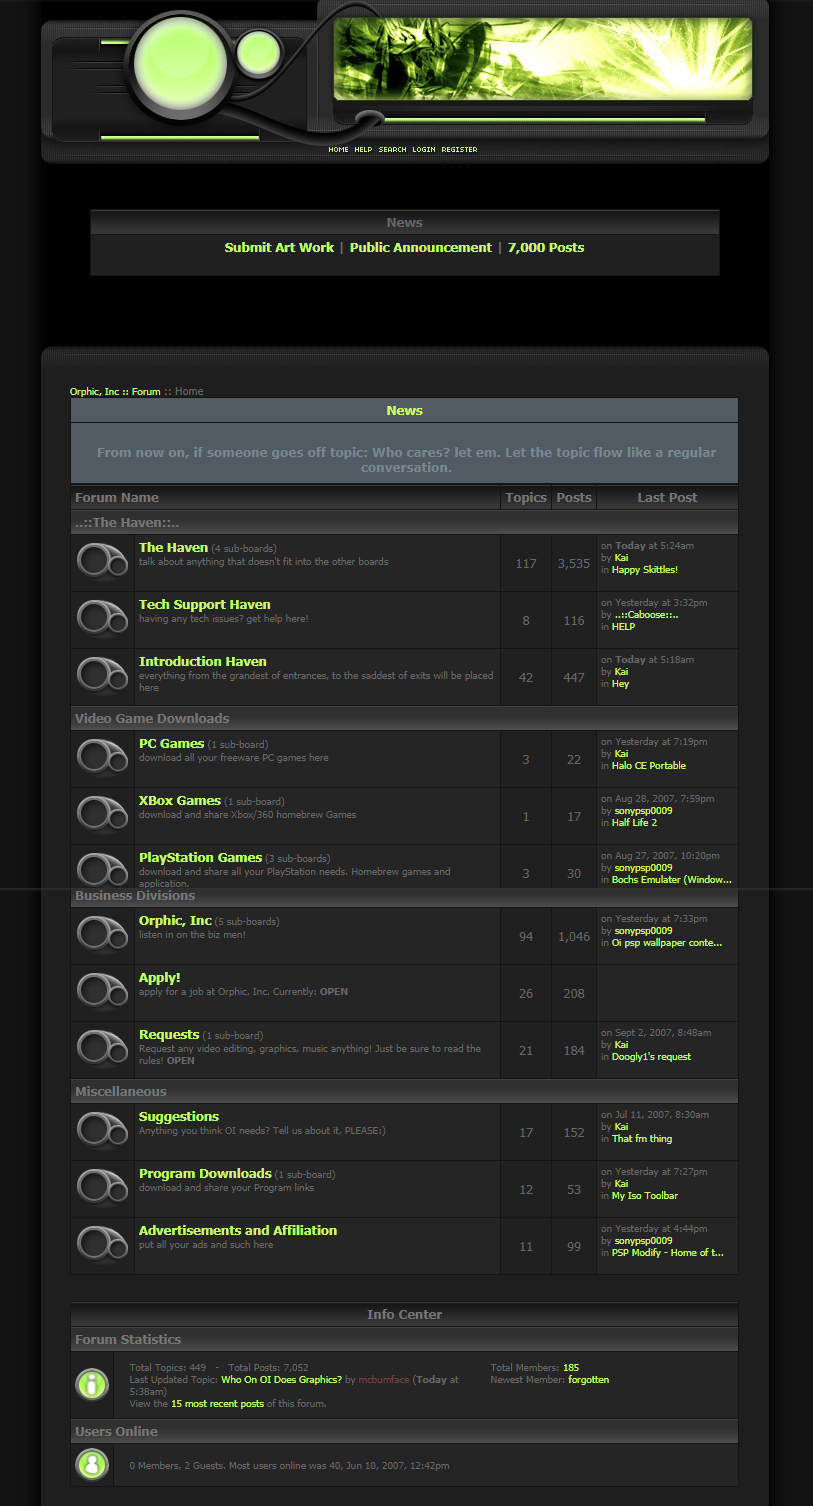 HOME HELP SEARCH LOGIN REGISTER
News
Submit Art Work | Public Announcement | 7,000 Posts
Orphic, Inc :: Forum :: Home
News
From now on, if someone goes off topic: Who cares? let em. Let the topic flow like a regular
conversation.
Forum Name Topics Posts Last Post
..::The Haven::..
The Haven (4 sub-boards)
talk about anything that doesn't fit into the other boards
117 3,535
on Today at 5:24am
by Kai
in Happy Skittles!
Tech Support Haven
having any tech issues? get help here!
8 116
on Yesterday at 3:32pm
by ..::Caboose::..
in HELP
Introduction Haven
everything from the grandest of entrances, to the saddest of exits will be placed
here
42 447
on Today at 5:18am
by Kai
in Hey
Video Game Downloads
PC Games (1 sub-board)
download all your freeware PC games here
3 22
on Yesterday at 7:19pm
by Kai
in Halo CE Portable
XBox Games (1 sub-board)
download and share Xbox/360 homebrew Games
1 17
on Aug 28, 2007, 7:59pm
by sonypsp0009
in Half Life 2
PlayStation Games (3 sub-boards)
download and share all your PlayStation needs. Homebrew games and
application.
3 30
on Aug 27, 2007, 10:20pm
by sonypsp0009
in Bochs Emulater (Window...
Business Divisions
Orphic, Inc (5 sub-boards)
listen in on the biz men!
94 1,046
on Yesterday at 7:33pm
by sonypsp0009
in Oi psp wallpaper conte...
Apply!
apply for a job at Orphic, Inc. Currently: OPEN
26 208
Requests (1 sub-board)
Request any video editing, graphics, music anything! Just be sure to read the
rules! OPEN
21 184
on Sept 2, 2007, 8:48am
by Kai
in Doogly1's request
Miscellaneous
Suggestions
Anything you think OI needs? Tell us about it, PLEASE:)
17 152
on Jul 11, 2007, 8:30am
by Kai
in That fm thing
Program Downloads (1 sub-board)
download and share your Program links
12 53
on Yesterday at 7:27pm
by Kai
in My Iso Toolbar
Advertisements and Affiliation
put all your ads and such here
11 99
on Yesterday at 4:44pm
by sonypsp0009
in PSP Modify - Home of t...
Info Center
Forum Statistics
Total Topics: 449 - Total Posts: 7,052
Last Updated Topic: Who On OI Does Graphics? by mcbumface (Today at
5:38am)
View the 15 most recent posts of this forum.
Total Members: 185
Newest Member: forgotten
Users Online
0 Members, 2 Guests. Most users online was 40, Jun 10, 2007, 12:42pm